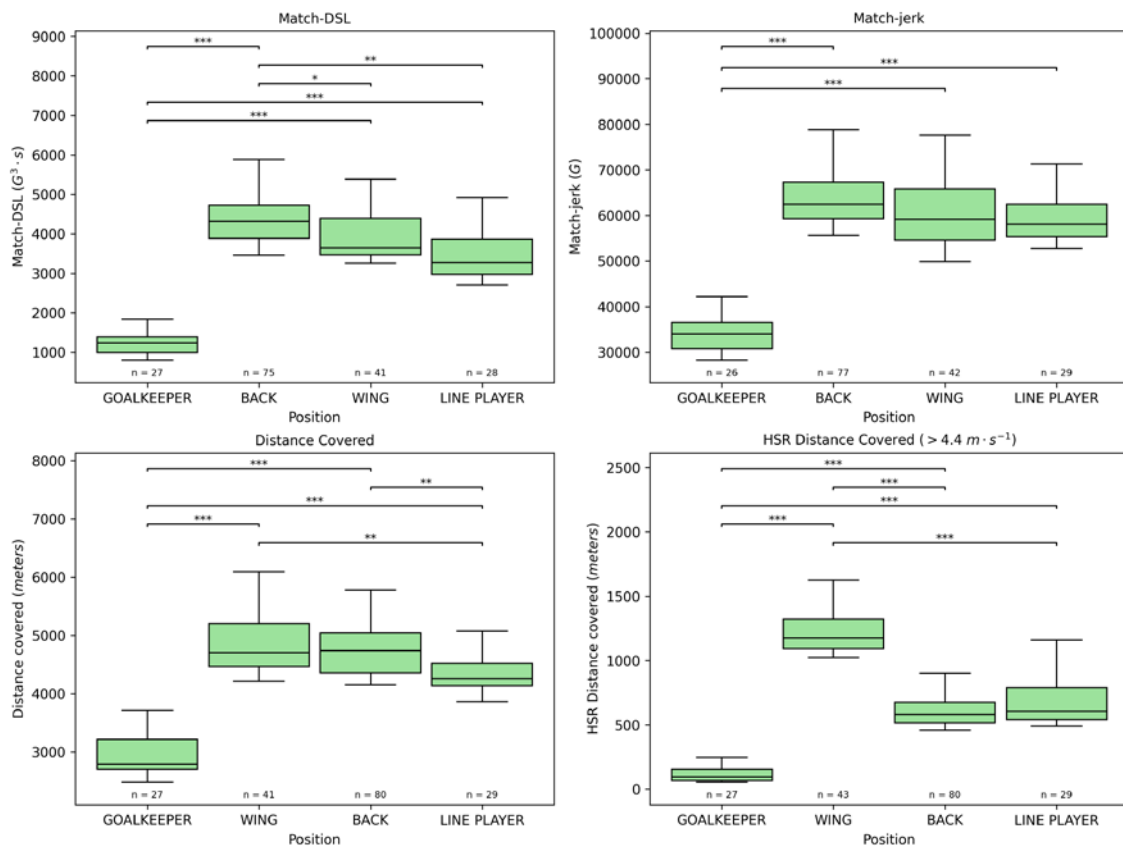 Match-DSL
9000
8000
7000
6000
5000
4000
3000
2000
1000
Match-DSL (G³ · s)
***
**
*
***
***
n = 27
n = 75
n = 41
n = 28
GOALKEEPER
BACK
WING
LINE PLAYER
Position
Match-jerk
100000
90000
80000
70000
60000
50000
40000
30000
Match-jerk (G)
***
***
***
n = 26
n = 77
n = 42
n = 29
GOALKEEPER
BACK
WING
LINE PLAYER
Position
Distance Covered
8000
7000
6000
5000
4000
3000
Distance covered (meters)
***
**
***
***
**
n = 27
n = 41
n = 80
n = 29
GOALKEEPER
WING
BACK
LINE PLAYER
Position
HSR Distance Covered (> 4.4 m · s⁻¹)
2500
2000
1500
1000
500
0
HSR Distance covered (meters)
***
***
***
***
***
n = 27
n = 43
n = 80
n = 29
GOALKEEPER
WING
BACK
LINE PLAYER
Position